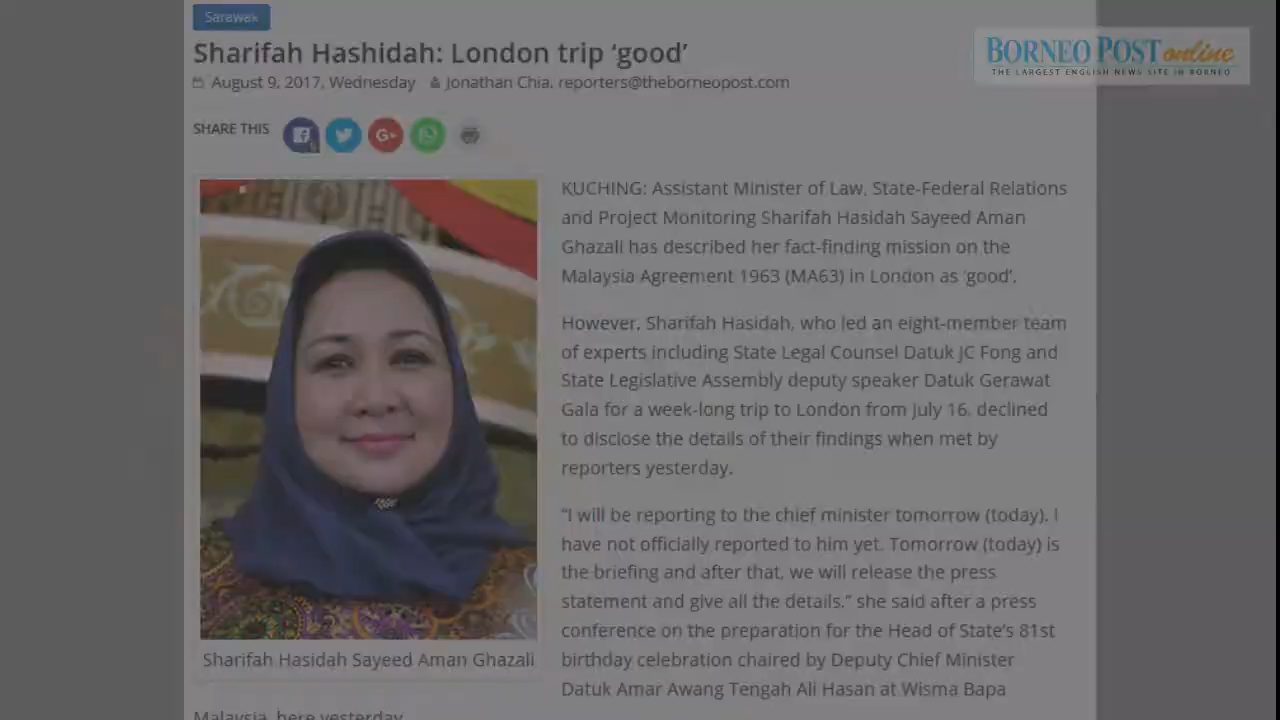 Sarawak
Sharifah Hashidah: London trip ‘good’
August 9, 2017, Wednesday Jonathan Chia, reporters@theborneopost.com
SHARE THIS
BORNEO POST online
THE LARGEST ENGLISH NEWS SITE IN BORNEO
KUCHING: Assistant Minister of Law, State-Federal Relations
and Project Monitoring Sharifah Hasidah Sayeed Aman
Ghazali has described her fact-finding mission on the
Malaysia Agreement 1963 (MA63) in London as ‘good’.
However, Sharifah Hasidah, who led an eight-member team
of experts including State Legal Counsel Datuk JC Fong and
State Legislative Assembly deputy speaker Datuk Gerawat
Gala for a week-long trip to London from July 16, declined
to disclose the details of their findings when met by
reporters yesterday.
“I will be reporting to the chief minister tomorrow (today). I
have not officially reported to him yet. Tomorrow (today) is
the briefing and after that, we will release the press
statement and give all the details,” she said after a press
conference on the preparation for the Head of State’s 81st
birthday celebration chaired by Deputy Chief Minister
Datuk Amar Awang Tengah Ali Hasan at Wisma Bapa
Malaysia, here yesterday.
Sharifah Hasidah Sayeed Aman Ghazali